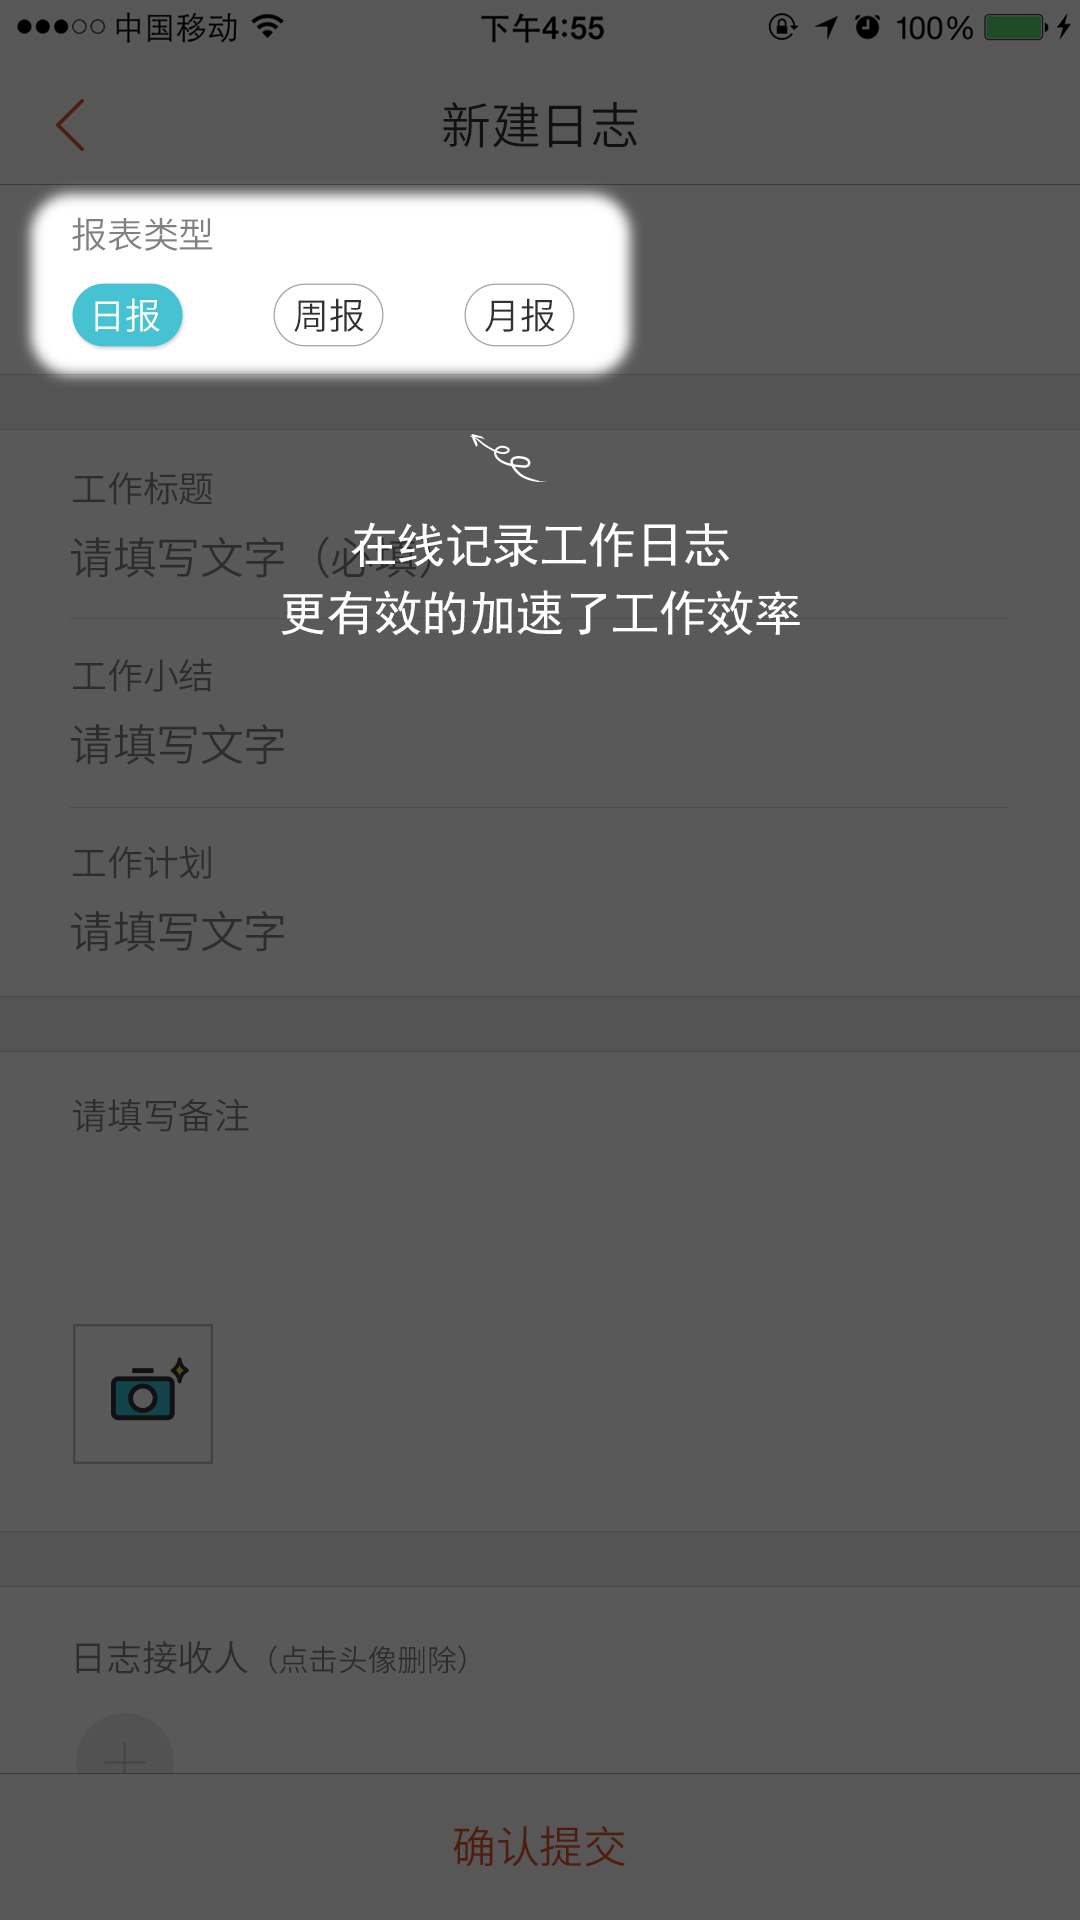 中国移动 下午4:55 100%
新建日志
报表类型
日报 周报 月报
工作标题
请填写文字（必填）
在线记录工作日志
更有效的加速了工作效率
工作小结
请填写文字
工作计划
请填写文字
请填写备注
日志接收人（点击头像删除）
确认提交